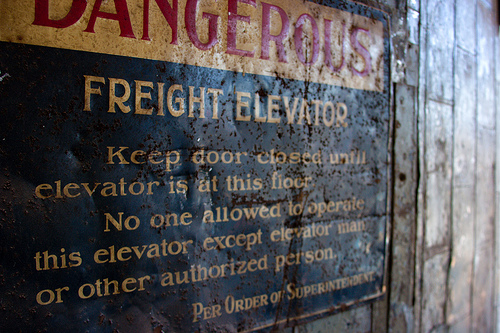 DANGEROUS
FREIGHT ELEVATOR
Keep door closed until
elevator is at this floor
No one allowed to operate
this elevator except elevator man
or other authorized person.
PER ORDER OF SUPERINTENDENT.